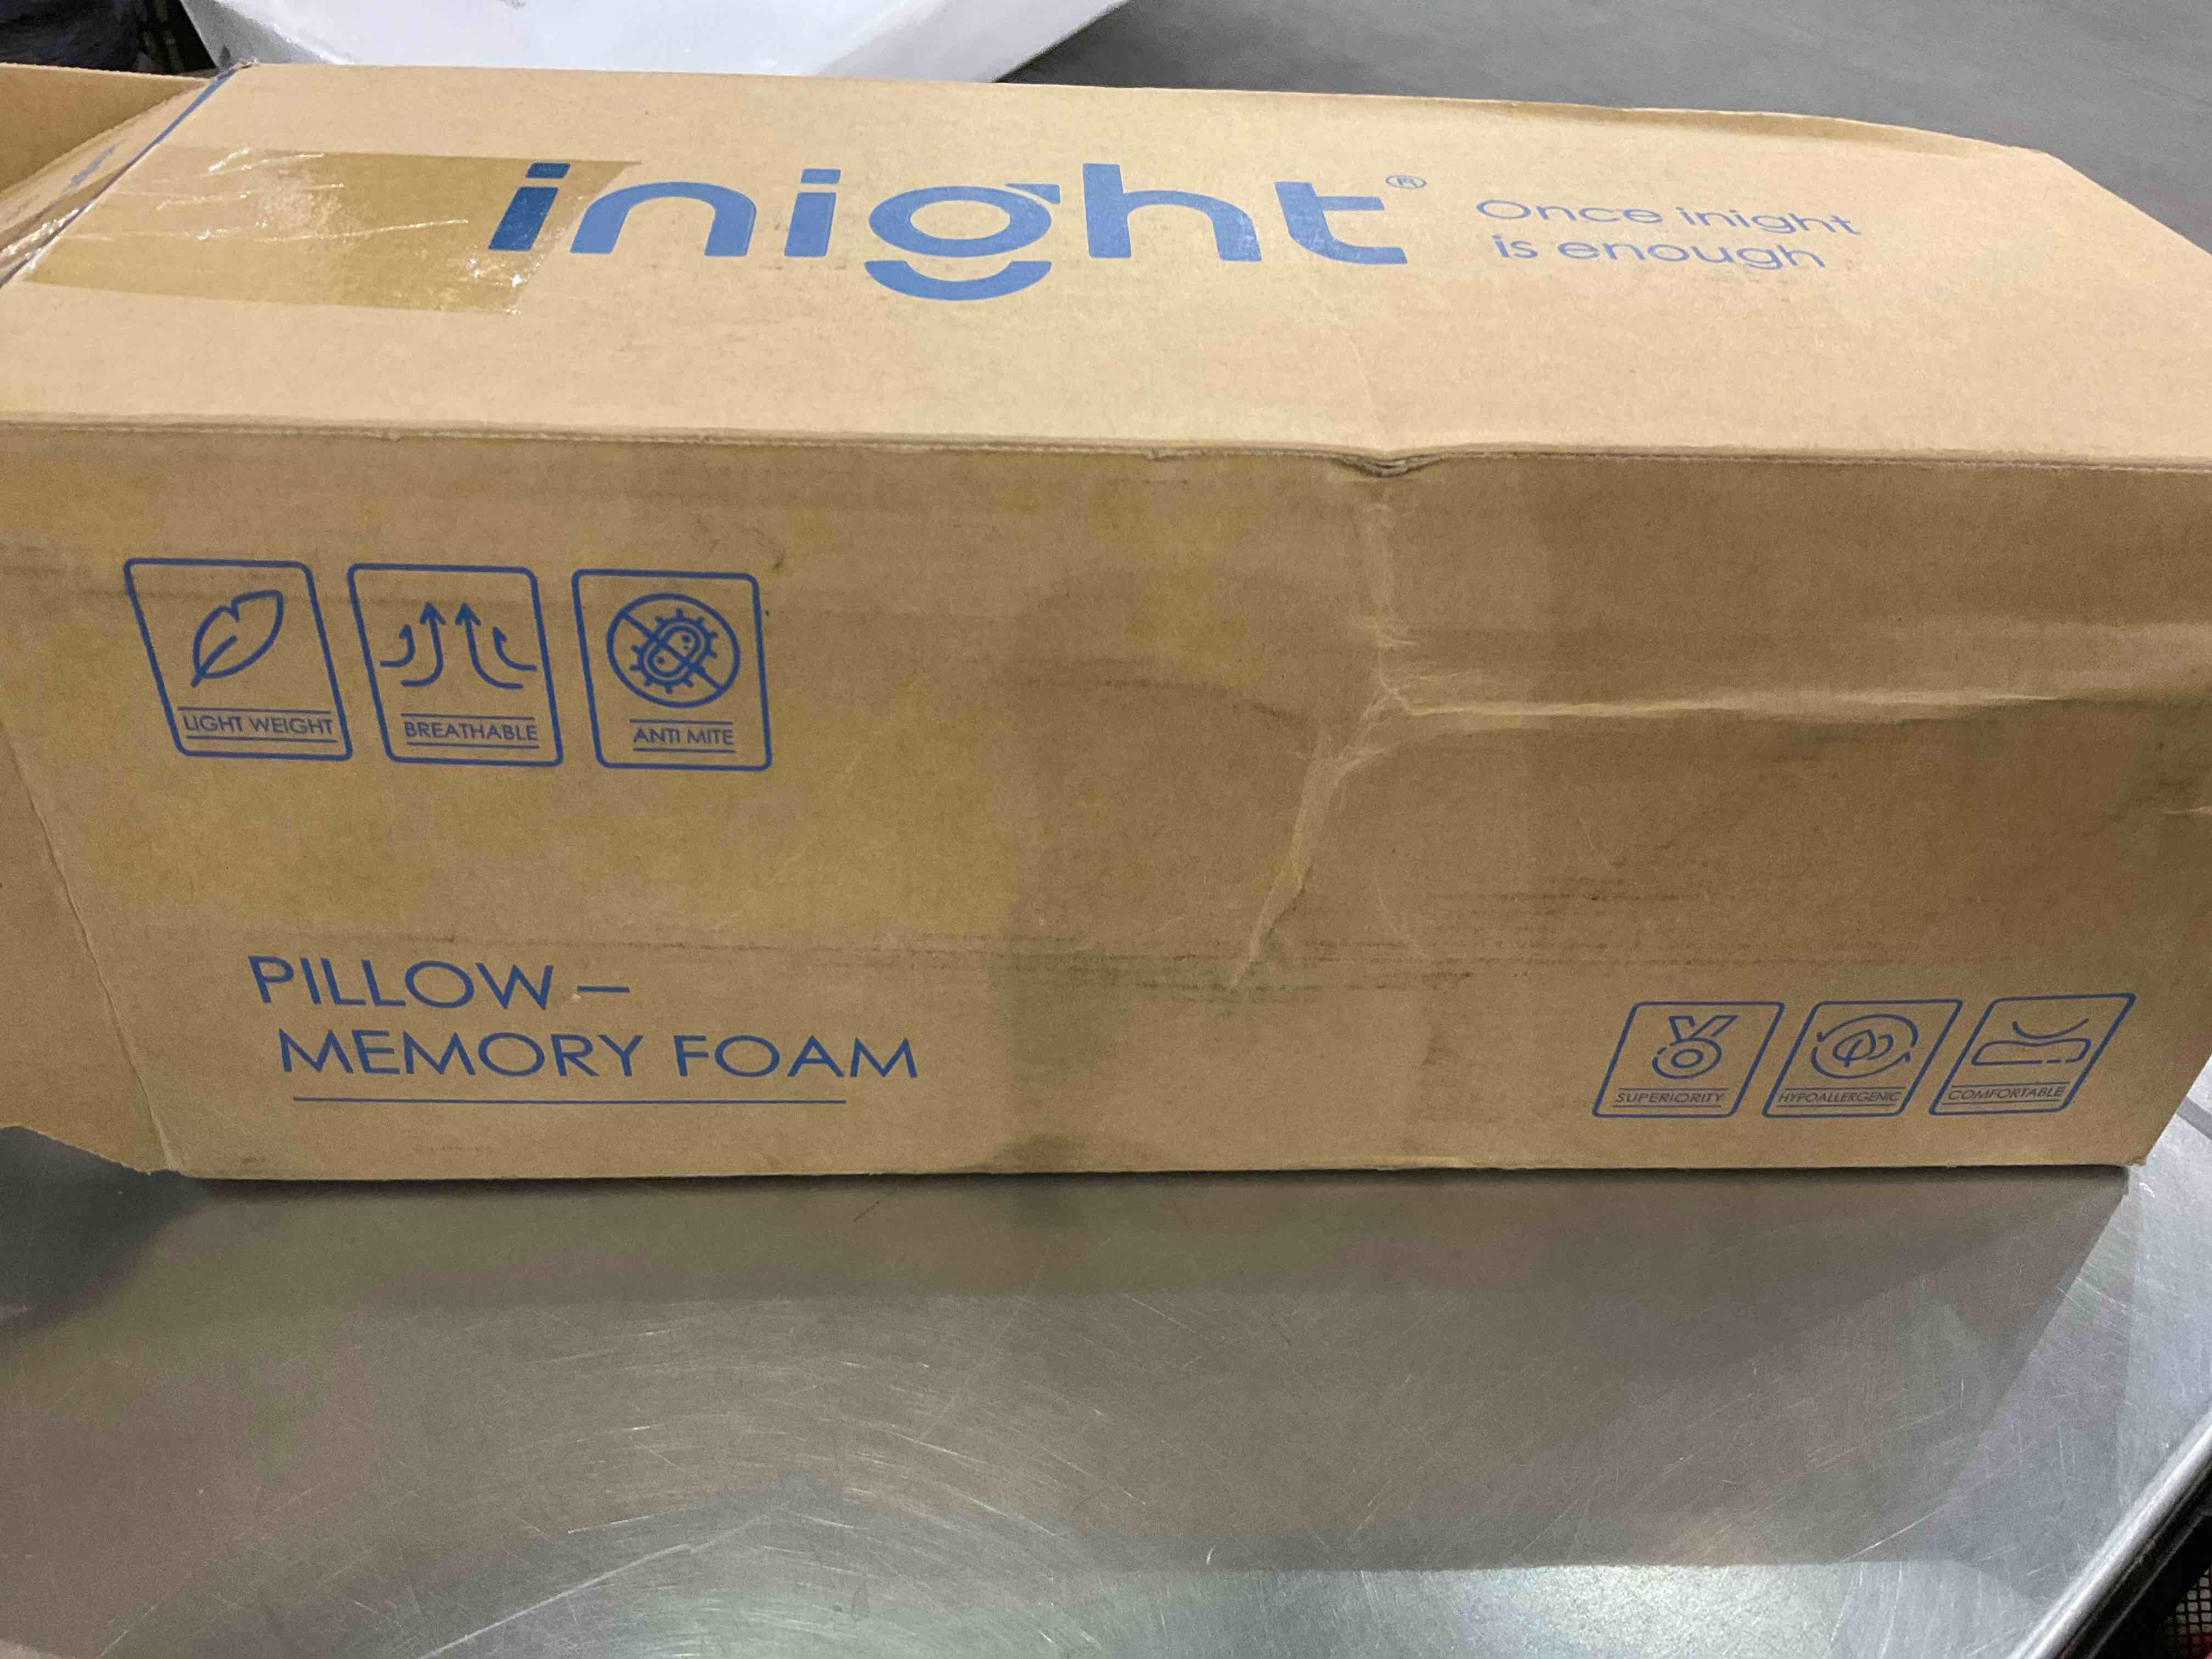 inight®
Once inight
is enough
LIGHT WEIGHT
BREATHABLE
ANTI MITE
PILLOW –
MEMORY FOAM
SUPERIORITY
HYPOALLERGENIC
COMFORTABLE